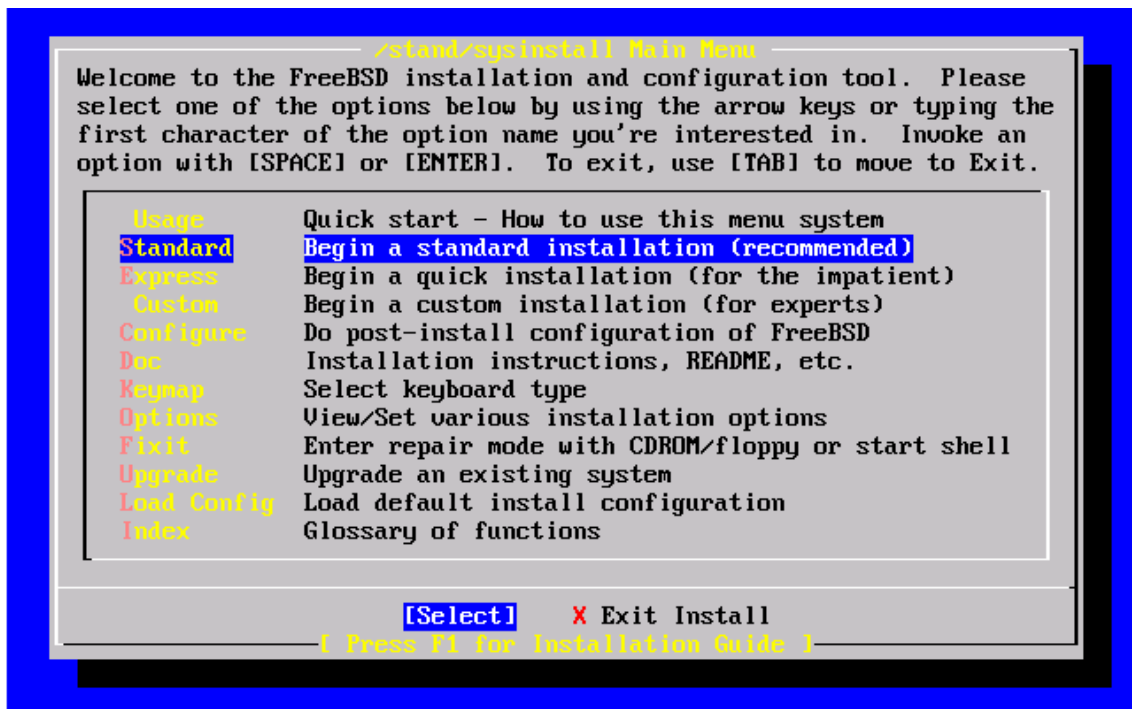 /stand/sysinstall Main Menu
Welcome to the FreeBSD installation and configuration tool.  Please
select one of the options below by using the arrow keys or typing the
first character of the option name you're interested in.  Invoke an
option with [SPACE] or [ENTER].  To exit, use [TAB] to move to Exit.
Usage Quick start - How to use this menu system
Standard Begin a standard installation (recommended)
Express Begin a quick installation (for the impatient)
Custom Begin a custom installation (for experts)
Configure Do post-install configuration of FreeBSD
Doc Installation instructions, README, etc.
Keymap Select keyboard type
Options View/Set various installation options
Fixit Enter repair mode with CDROM/floppy or start shell
Upgrade Upgrade an existing system
Load Config Load default install configuration
Index Glossary of functions
[Select] X Exit Install
[ Press F1 for Installation Guide ]